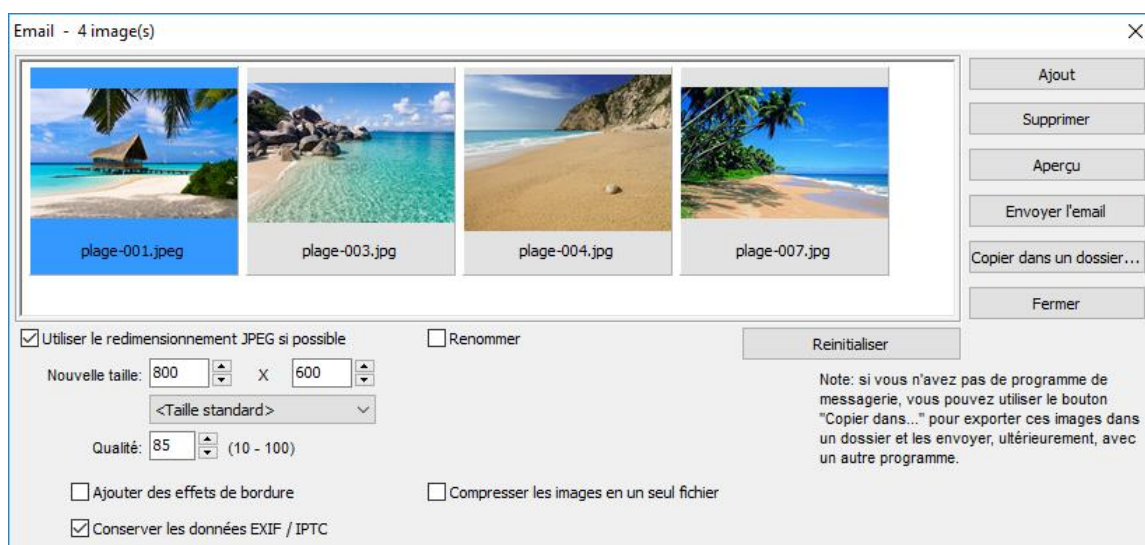 Email - 4 image(s)
plage-001.jpeg
plage-003.jpg
plage-004.jpg
plage-007.jpg
Ajout
Supprimer
Aperçu
Envoyer l'email
Copier dans un dossier...
Fermer
Utiliser le redimensionnement JPEG si possible
Renommer
Reinitialiser
Nouvelle taille: 800 X 600
<Taille standard>
Qualité: 85 (10 - 100)
Note: si vous n'avez pas de programme de
messagerie, vous pouvez utiliser le bouton
"Copier dans..." pour exporter ces images dans
un dossier et les envoyer, ultérieurement, avec
un autre programme.
Ajouter des effets de bordure
Compresser les images en un seul fichier
Conserver les données EXIF / IPTC